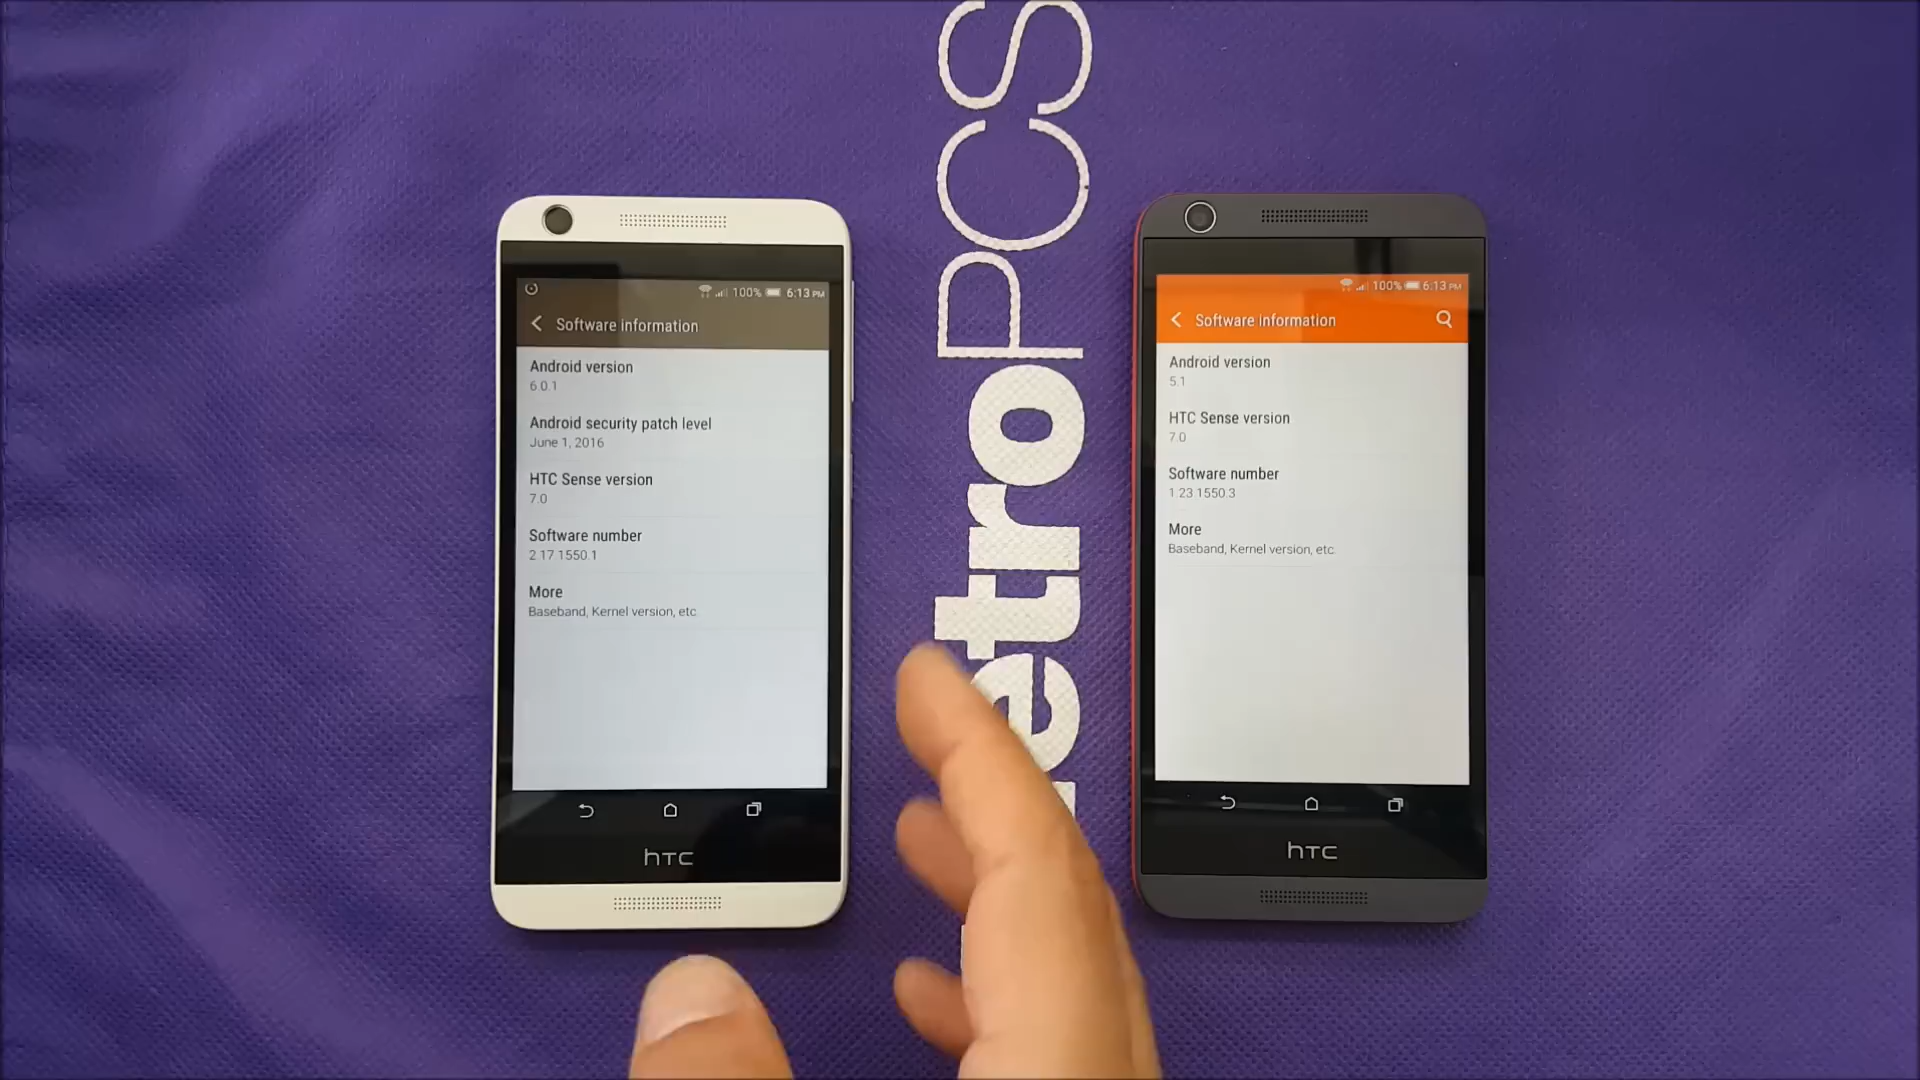 100% 6:13 PM
Software information
Android version
6.0.1
Android security patch level
June 1, 2016
HTC Sense version
7.0
Software number
2.17.1550.1
More
Baseband, Kernel version, etc.
hTC
etroPCS
100% 6:13 PM
Software information
Android version
5.1
HTC Sense version
7.0
Software number
1.23.1550.3
More
Baseband, Kernel version, etc.
hTC